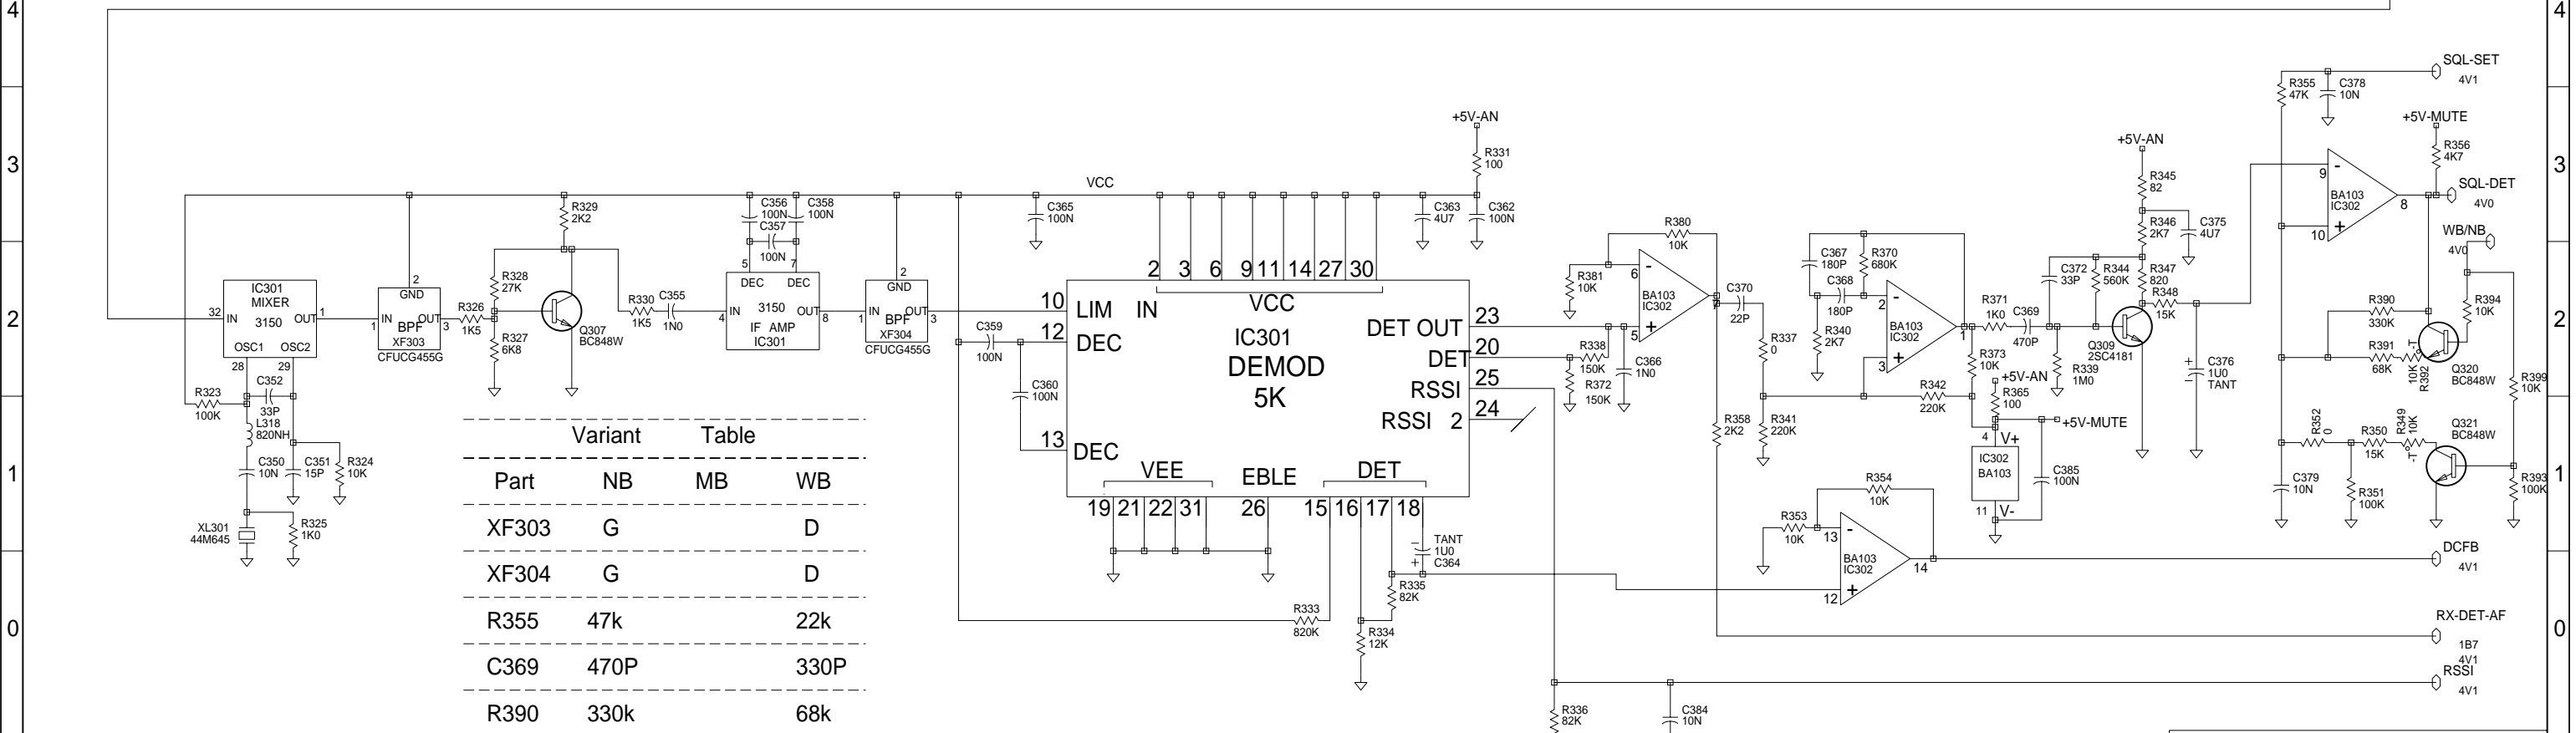 4
4
3
3
2
2
1
1
0
0
IC301
MIXER
3150
32
IN
OUT
1
OSC1
OSC2
28
29
R323
100K
C352
33P
L318
820NH
C350
10N
C351
15P
R324
10K
XL301
44M645
R325
1K0
2
GND
1
IN
OUT
3
BPF
XF303
CFUCG455G
R326
1K5
R328
27K
R327
6K8
R329
2K2
Q307
BC848W
R330
1K5
C355
1N0
C356
100N
C358
100N
C357
100N
5
7
DEC
DEC
4
IN
3150
OUT
8
IF AMP
IC301
2
GND
1
IN
OUT
3
BPF
XF304
CFUCG455G
Variant Table
Part NB MB WB
XF303 G D
XF304 G D
R355 47k 22k
C369 470P 330P
R390 330k 68k
C359
100N
C360
100N
C365
100N
VCC
+5V-AN
R331
100
C363
4U7
C362
100N
2 3 6 9 11 14 27 30
VCC
10
LIM IN
12
DEC
13
DEC
IC301
DEMOD
5K
DET OUT
23
DET
20
RSSI
25
RSSI 2
24
VEE
EBLE
DET
19 21 22 31 26 15 16 17 18
TANT
1U0
C364
R335
82K
R333
820K
R334
12K
R338
150K
R372
150K
C366
1N0
R381
10K
R380
10K
6
-
BA103
IC302
5
+
7
C370
22P
R337
0
R358
2K2
R341
220K
C367
180P
R370
680K
C368
180P
R340
2K7
2
-
BA103
IC302
3
+
1
R371
1K0
C369
470P
R373
10K
R342
220K
+5V-AN
R365
100
+5V-MUTE
4
V+
IC302
BA103
11
V-
C385
100N
R339
1M0
C372
33P
R344
560K
+5V-AN
R345
82
R346
2K7
C375
4U7
R347
820
R348
15K
Q309
2SC4181
C376
1U0
TANT
R353
10K
R354
10K
13
-
BA103
IC302
12
+
14
R336
82K
C384
10N
R355
47K
C378
10N
SQL-SET
4V1
+5V-MUTE
R356
4K7
9
-
BA103
IC302
10
+
8
SQL-DET
4V0
WB/NB
4V0
R390
330K
R394
10K
R391
68K
R392
10K
-T°
Q320
BC848W
R399
10K
R352
0
R350
15K
R349
10K
-T°
Q321
BC848W
C379
10N
R351
100K
R393
100K
DCFB
4V1
RX-DET-AF
1B7
4V1
RSSI
4V1